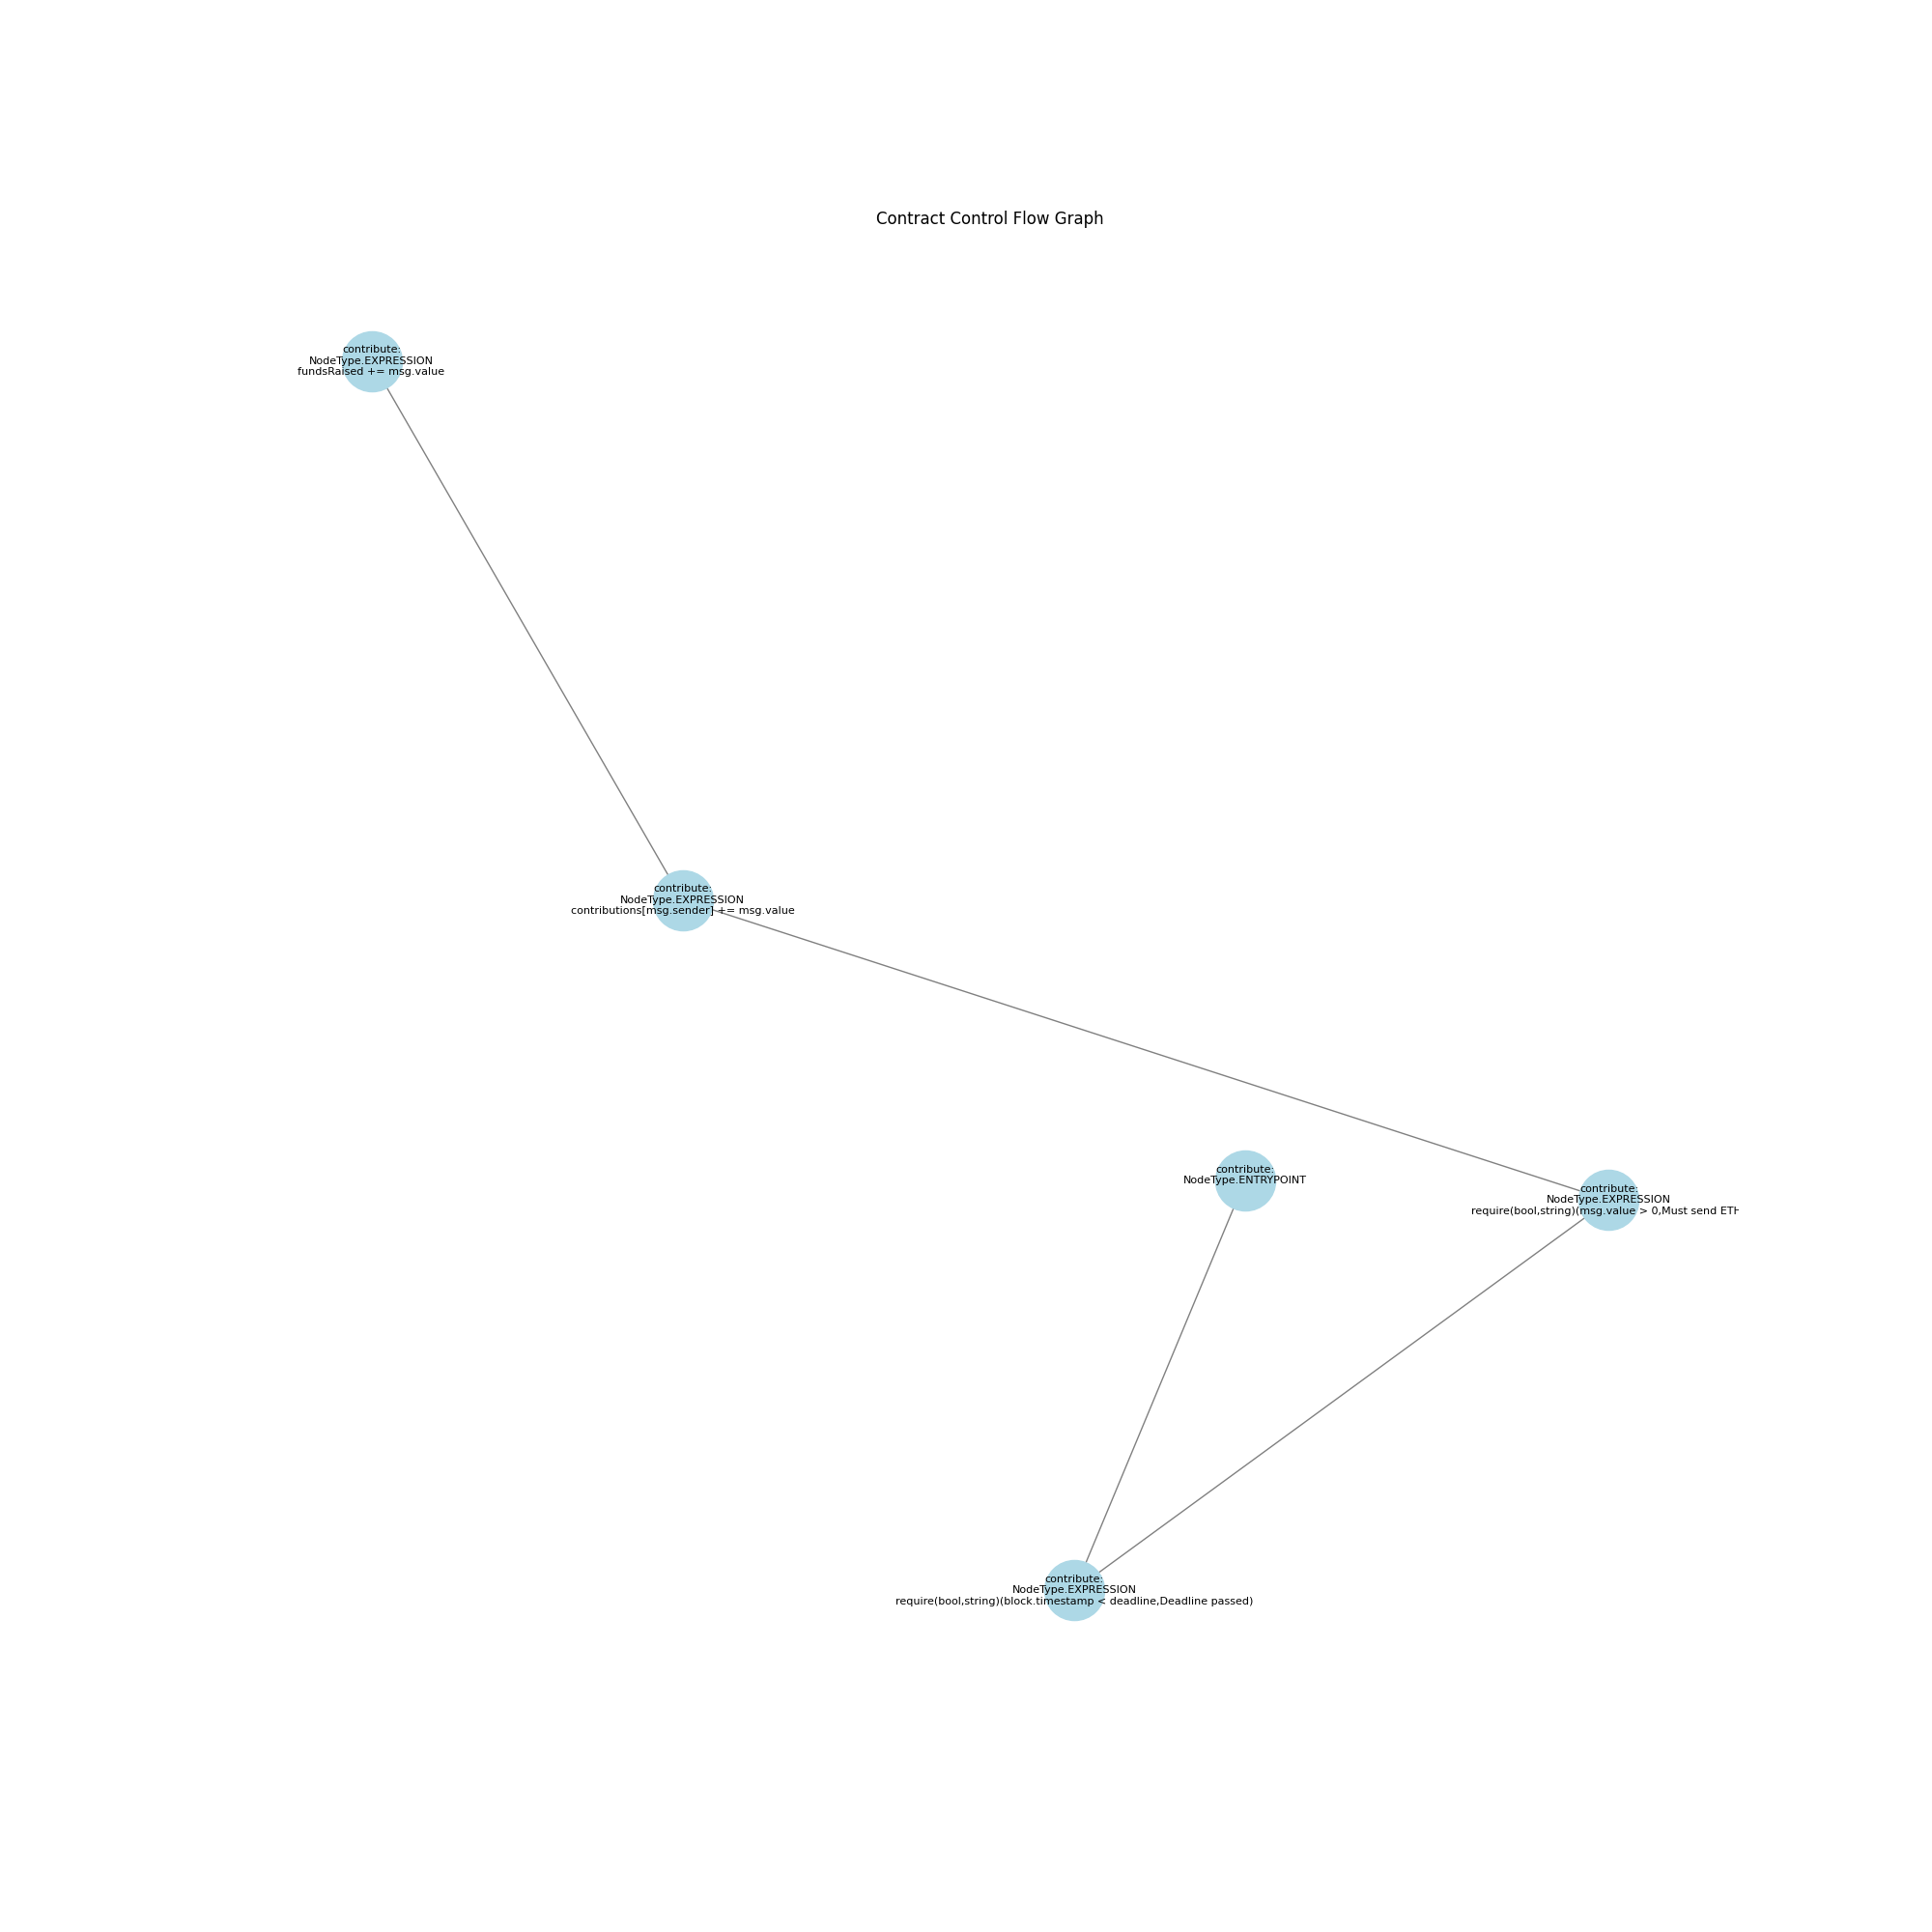 Contract Control Flow Graph
contribute:
NodeType.EXPRESSION
fundsRaised += msg.value
contribute:
NodeType.EXPRESSION
contributions[msg.sender] += msg.value
contribute:
NodeType.ENTRYPOINT
contribute:
NodeType.EXPRESSION
require(bool,string)(msg.value > 0,Must send ETH
contribute:
NodeType.EXPRESSION
require(bool,string)(block.timestamp < deadline,Deadline passed)